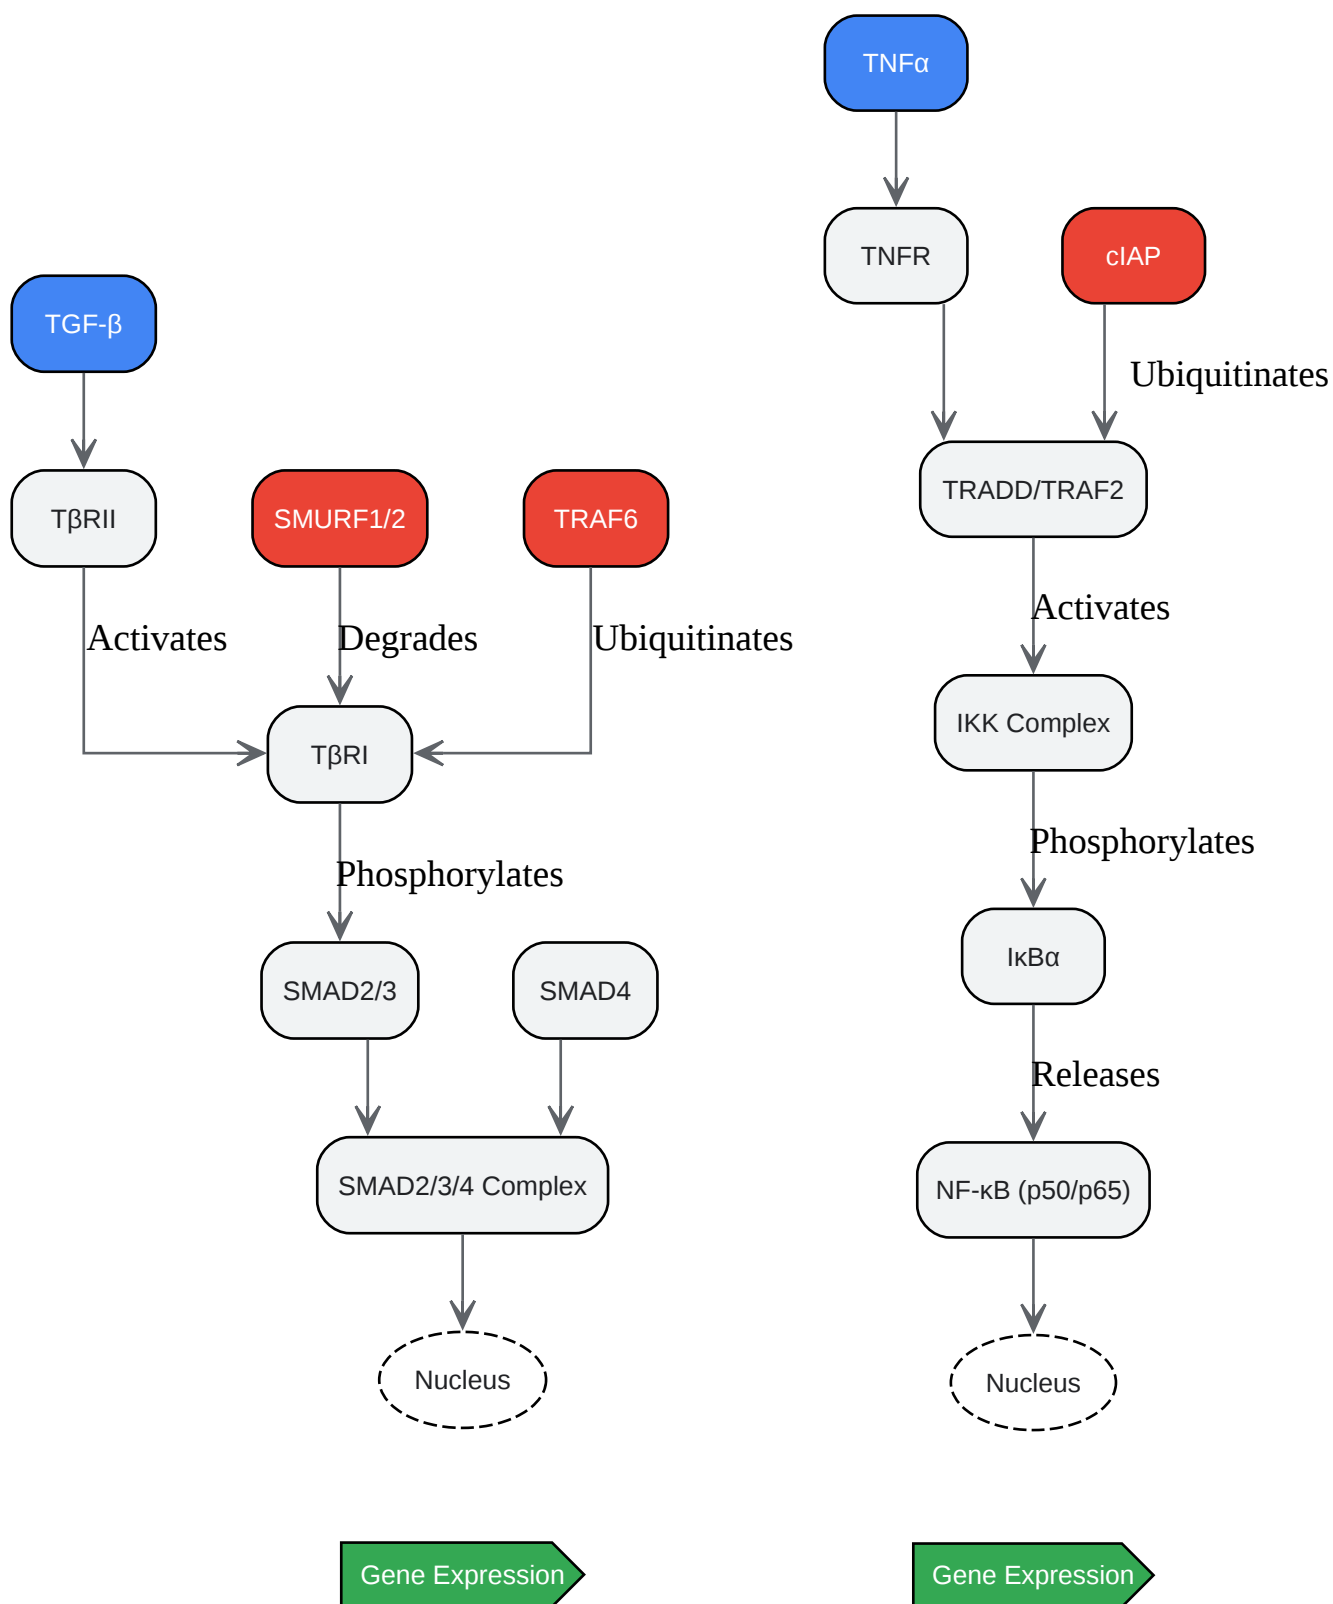 TNFα
TNFR
cIAP
TGF-β
Ubiquitinates
TβRII
SMURF1/2
TRAF6
TRADD/TRAF2
Activates
Degrades
Ubiquitinates
Activates
TβRI
IKK Complex
Phosphorylates
Phosphorylates
SMAD2/3
SMAD4
IκBα
Releases
SMAD2/3/4 Complex
NF-κB (p50/p65)
Nucleus
Nucleus
Gene Expression
Gene Expression